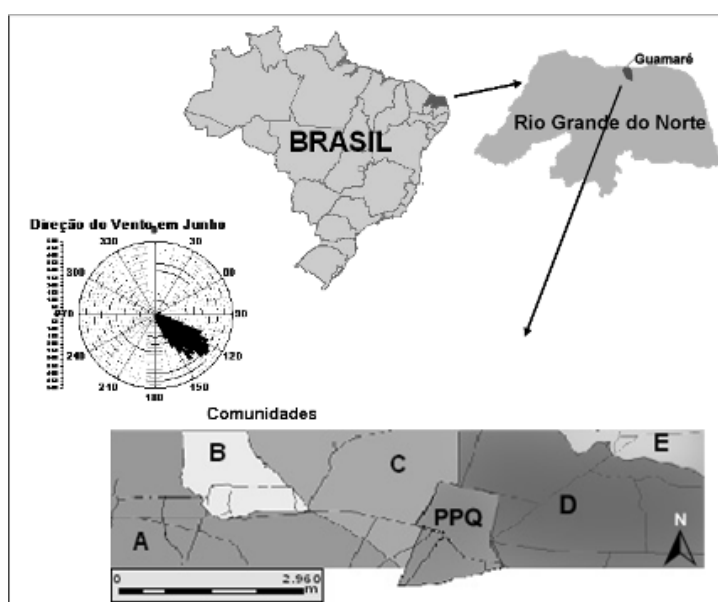 Guamaré
Rio Grande do Norte
BRASIL
Direção do Vento em Junho
330
30
300
60
270
90
240
120
210
150
180
Comunidades
B
C
E
D
A
PPQ
N
0
2.960
m